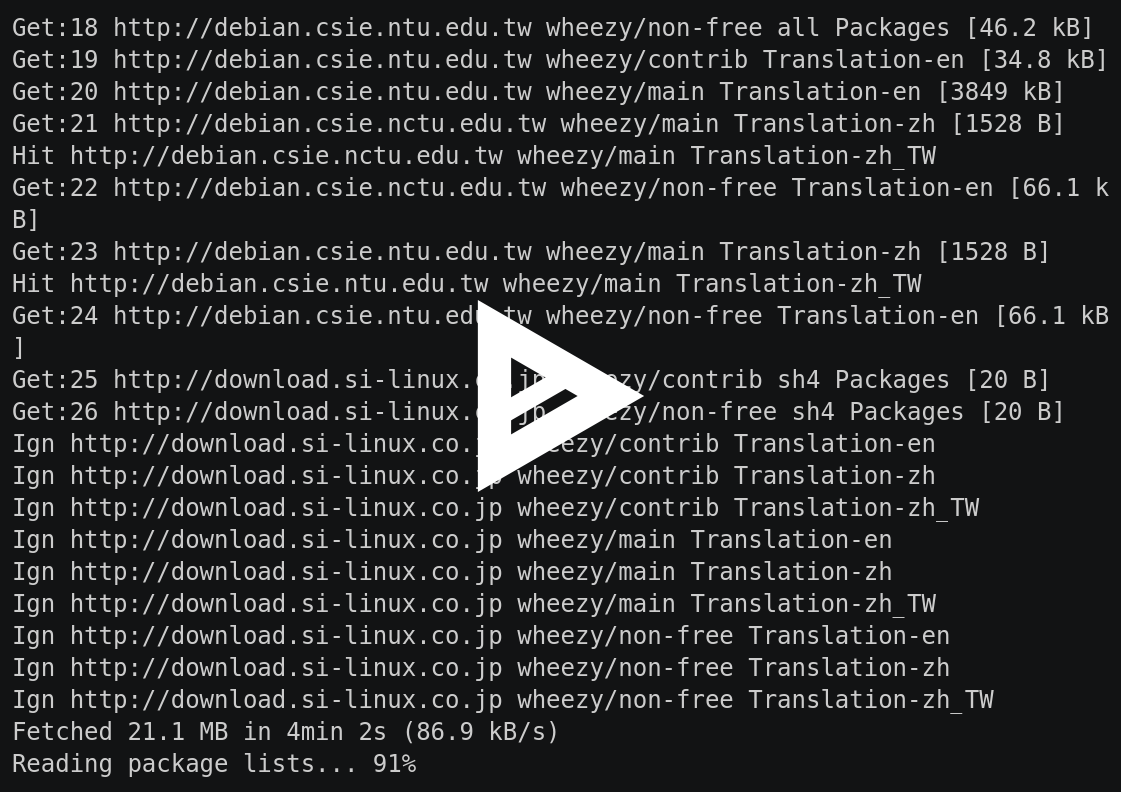 Get:18 http://debian.csie.ntu.edu.tw wheezy/non-free all Packages [46.2 kB]
Get:19 http://debian.csie.ntu.edu.tw wheezy/contrib Translation-en [34.8 kB]
Get:20 http://debian.csie.ntu.edu.tw wheezy/main Translation-en [3849 kB]
Get:21 http://debian.csie.nctu.edu.tw wheezy/main Translation-zh [1528 B]
Hit http://debian.csie.nctu.edu.tw wheezy/main Translation-zh_TW
Get:22 http://debian.csie.nctu.edu.tw wheezy/non-free Translation-en [66.1 k
B]
Get:23 http://debian.csie.ntu.edu.tw wheezy/main Translation-zh [1528 B]
Hit http://debian.csie.ntu.edu.tw wheezy/main Translation-zh_TW
Get:24 http://debian.csie.ntu.edu.tw wheezy/non-free Translation-en [66.1 kB
]
Get:25 http://download.si-linux.co.jp wheezy/contrib sh4 Packages [20 B]
Get:26 http://download.si-linux.co.jp wheezy/non-free sh4 Packages [20 B]
Ign http://download.si-linux.co.jp wheezy/contrib Translation-en
Ign http://download.si-linux.co.jp wheezy/contrib Translation-zh
Ign http://download.si-linux.co.jp wheezy/contrib Translation-zh_TW
Ign http://download.si-linux.co.jp wheezy/main Translation-en
Ign http://download.si-linux.co.jp wheezy/main Translation-zh
Ign http://download.si-linux.co.jp wheezy/main Translation-zh_TW
Ign http://download.si-linux.co.jp wheezy/non-free Translation-en
Ign http://download.si-linux.co.jp wheezy/non-free Translation-zh
Ign http://download.si-linux.co.jp wheezy/non-free Translation-zh_TW
Fetched 21.1 MB in 4min 2s (86.9 kB/s)
Reading package lists... 91%